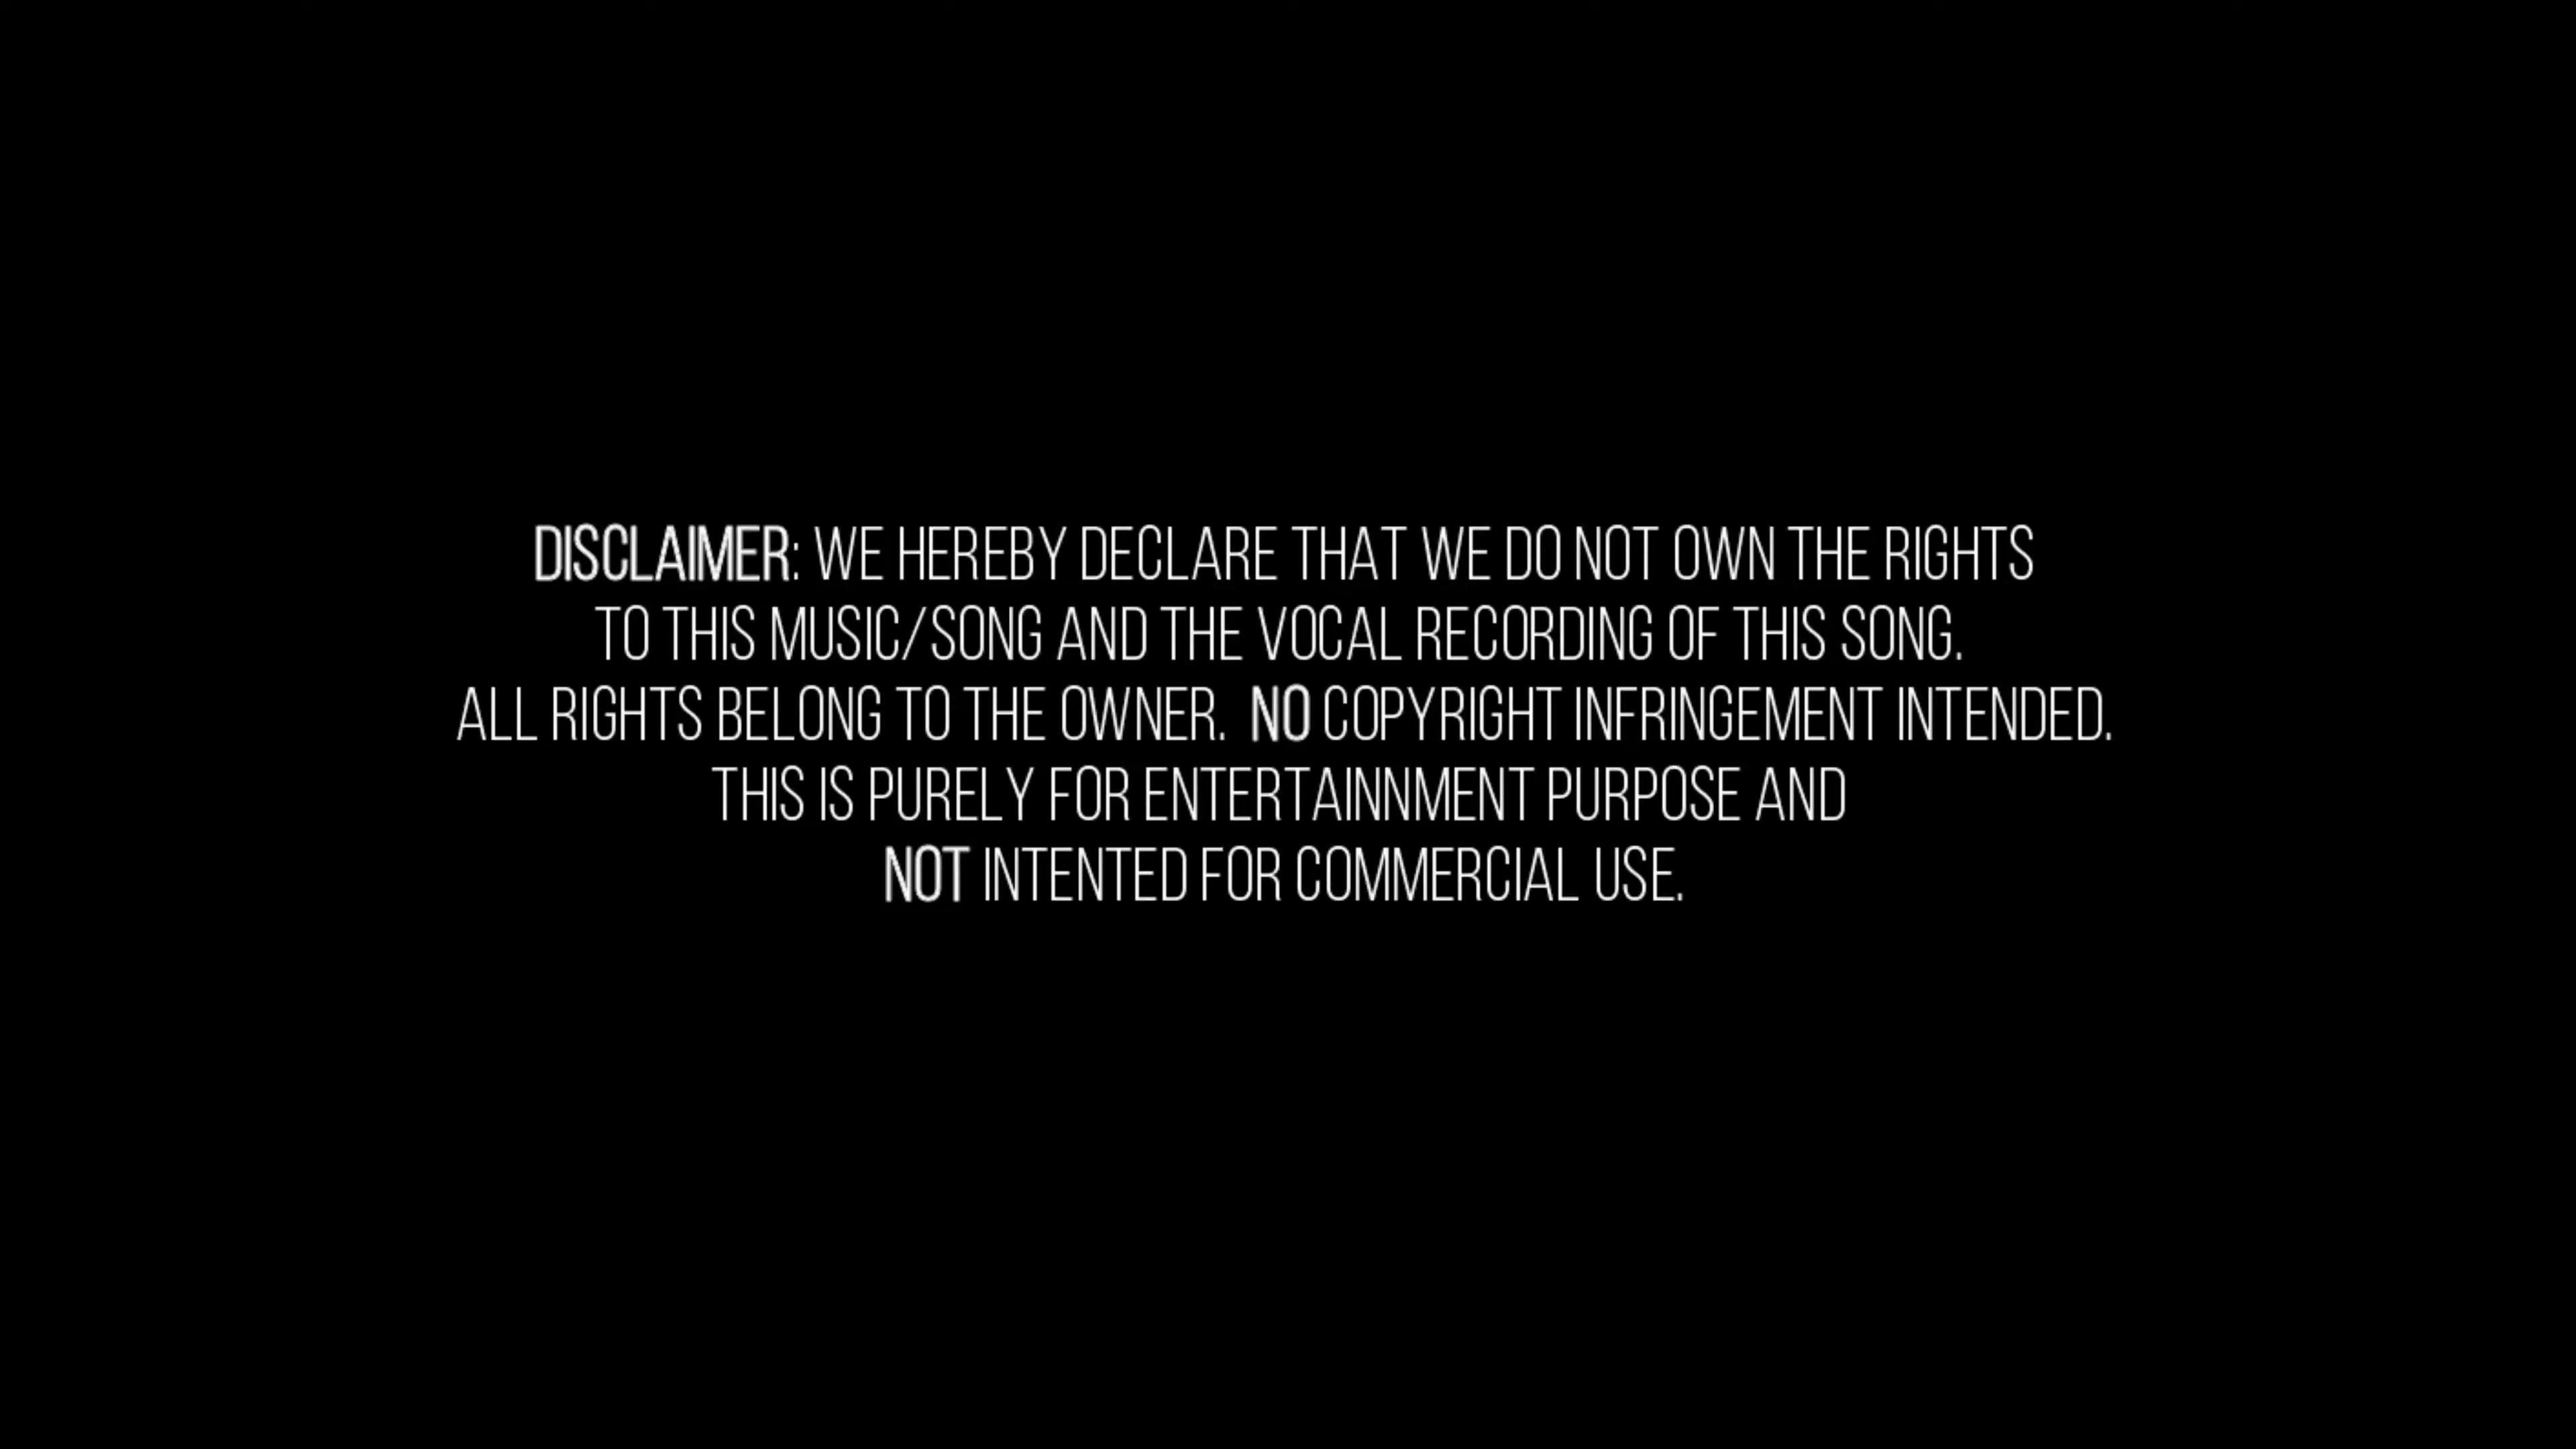 DISCLAIMER: WE HEREBY DECLARE THAT WE DO NOT OWN THE RIGHTS
TO THIS MUSIC/SONG AND THE VOCAL RECORDING OF THIS SONG.
ALL RIGHTS BELONG TO THE OWNER. NO COPYRIGHT INFRINGEMENT INTENDED.
THIS IS PURELY FOR ENTERTAINNMENT PURPOSE AND
NOT INTENTED FOR COMMERCIAL USE.